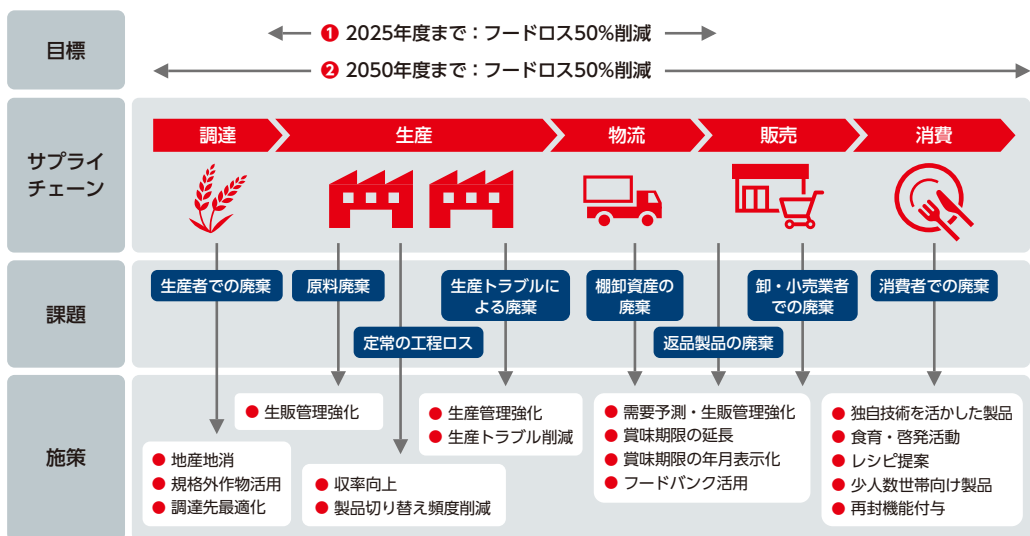 目標
❶ 2025年度まで：フードロス50%削減
❷ 2050年度まで：フードロス50%削減
サプライ
チェーン
調達
生産
物流
販売
消費
課題
生産者での廃棄
原料廃棄
定常の工程ロス
生産トラブルに
よる廃棄
棚卸資産の
廃棄
返品製品の廃棄
卸・小売業者
での廃棄
消費者での廃棄
施策
● 地産地消
● 規格外作物活用
● 調達先最適化
● 生販管理強化
● 収率向上
● 製品切り替え頻度削減
● 生産管理強化
● 生産トラブル削減
● 需要予測・生販管理強化
● 賞味期限の延長
● 賞味期限の年月表示化
● フードバンク活用
● 独自技術を活かした製品
● 食育・啓発活動
● レシピ提案
● 少人数世帯向け製品
● 再封機能付与